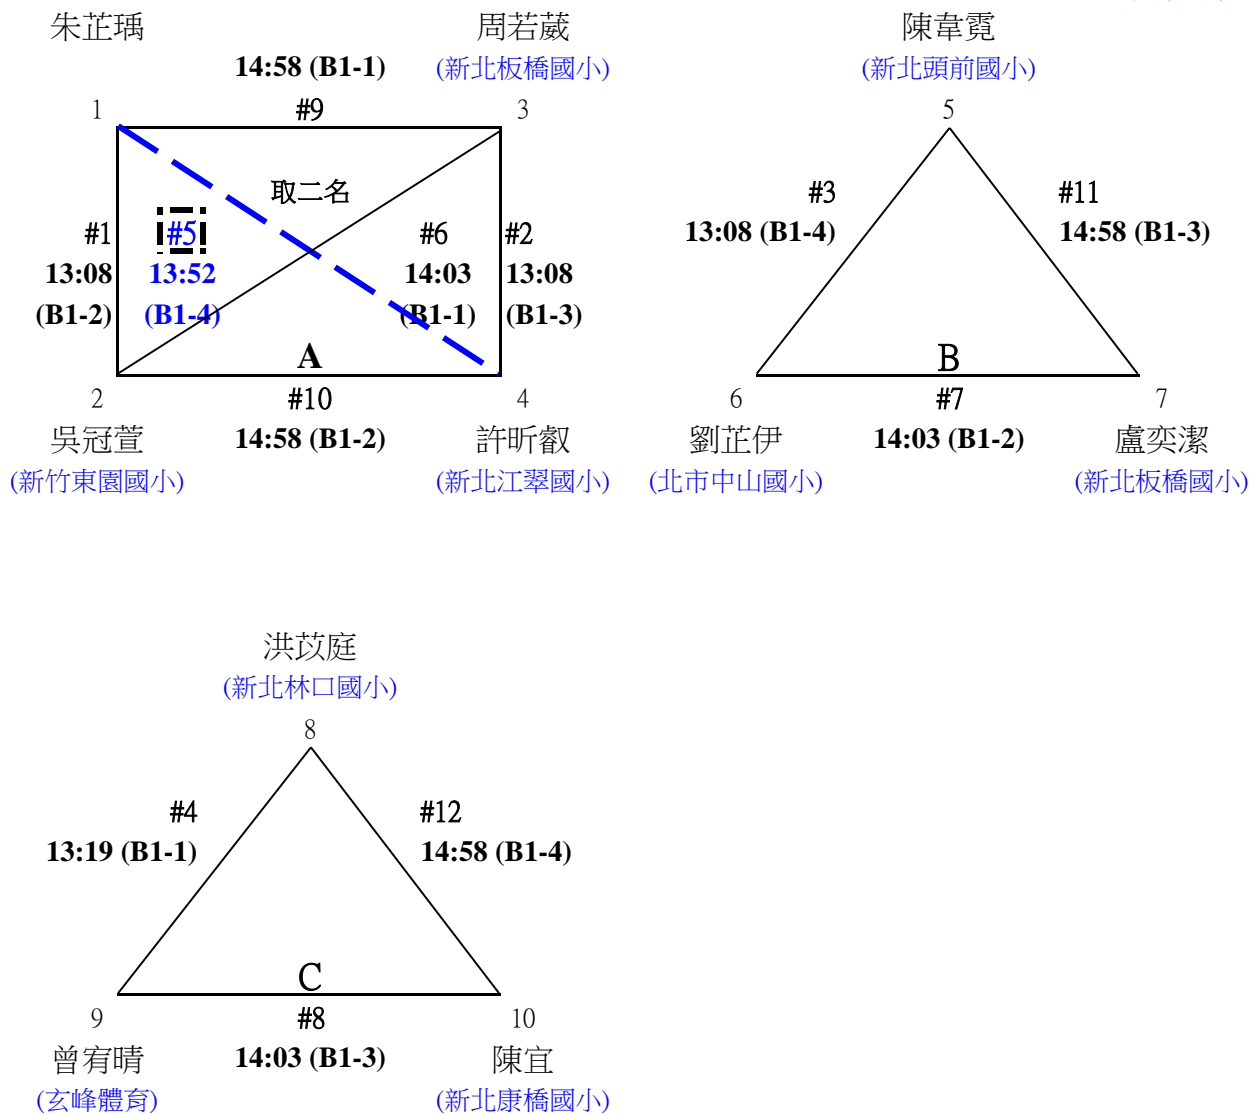 朱芷瑀
周若葳
陳韋霓
14:58 (B1-1)
(新北板橋國小)
(新北頭前國小)
1
#9
3
5
取二名
#3
#11
#1
#5
#6
#2
13:08 (B1-4)
14:58 (B1-3)
13:08
13:52
14:03
13:08
(B1-2)
(B1-4)
(B1-1)
(B1-3)
A
B
2
#10
4
6
#7
7
吳冠萱
14:58 (B1-2)
許昕叡
劉芷伊
14:03 (B1-2)
盧奕潔
(新竹東園國小)
(新北江翠國小)
(北市中山國小)
(新北板橋國小)
洪苡庭
(新北林口國小)
8
#4
#12
13:19 (B1-1)
14:58 (B1-4)
C
9
#8
10
曾宥晴
14:03 (B1-3)
陳宜
(玄峰體育)
(新北康橋國小)